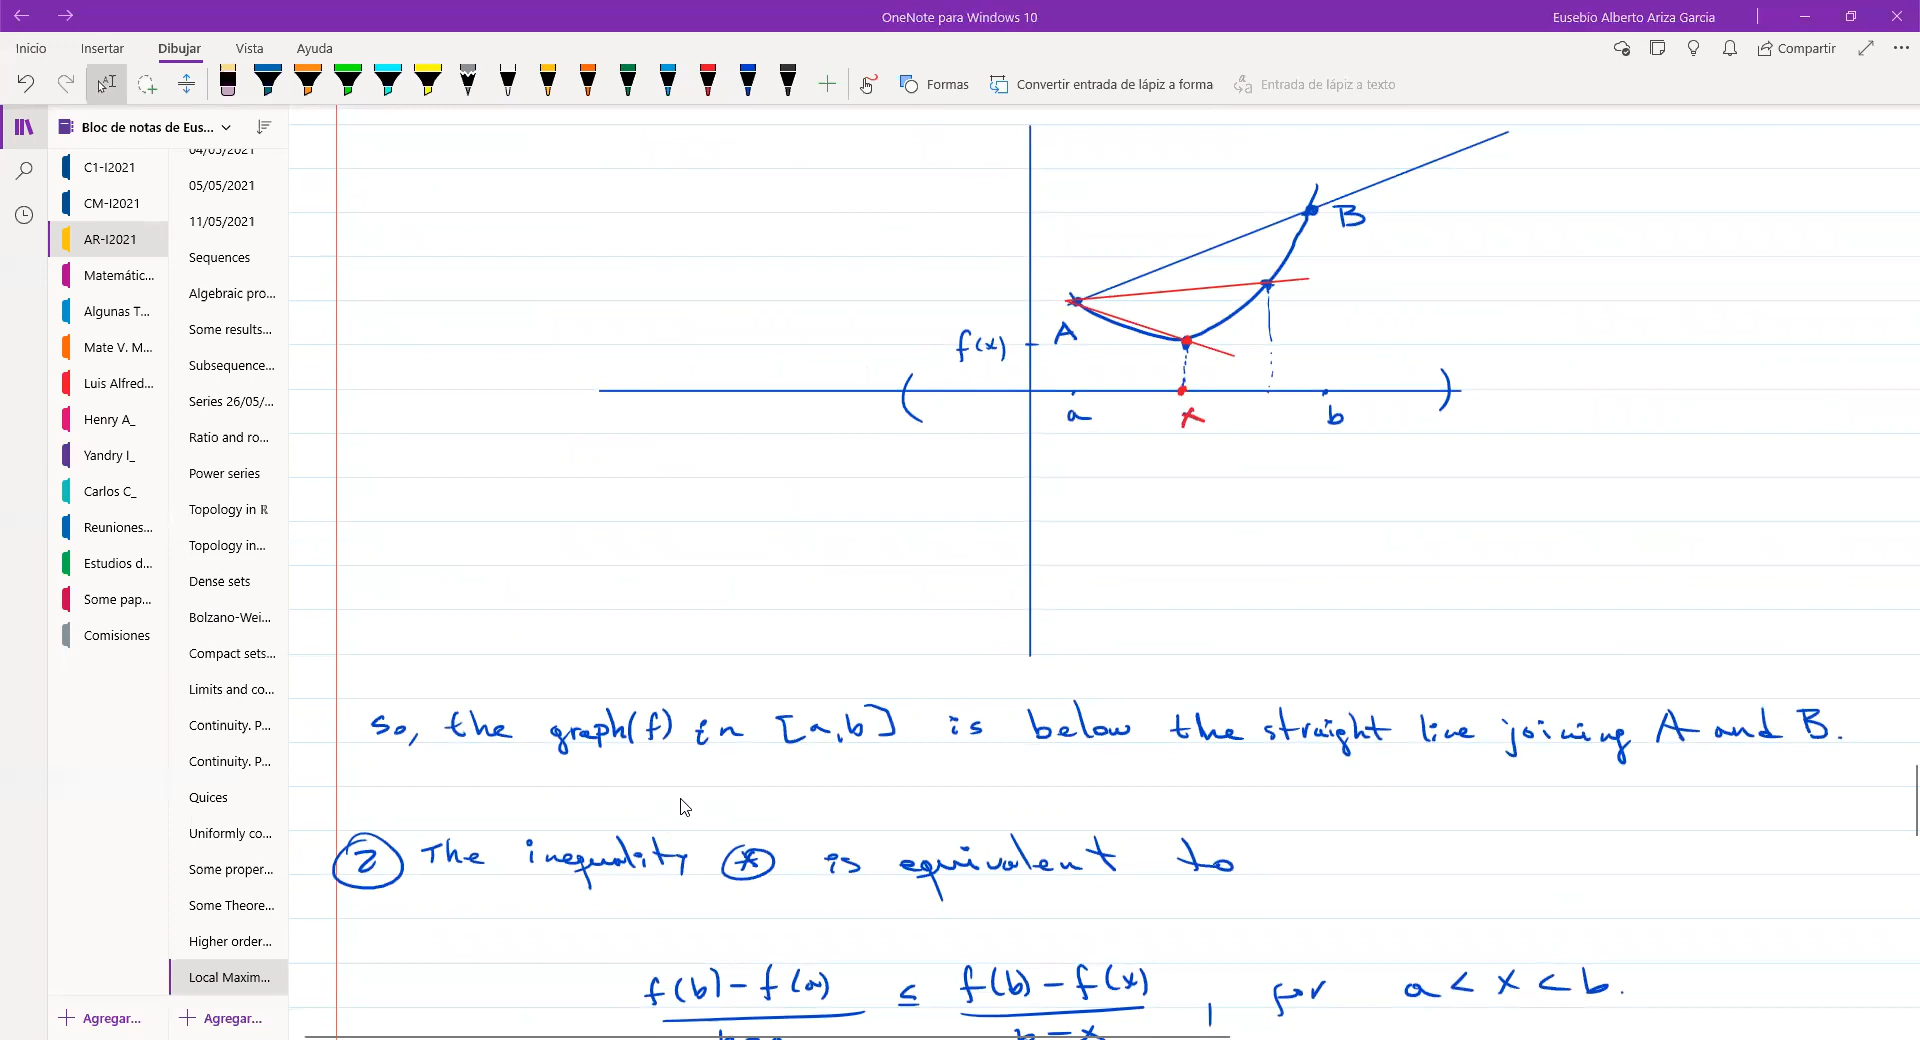 OneNote para Windows 10
Eusebio Alberto Ariza Garcia
Inicio Insertar Dibujar Vista Ayuda
Compartir
Formas
Convertir entrada de lápiz a forma
Entrada de lápiz a texto
Bloc de notas de Eus...
C1-I2021
CM-I2021
AR-I2021
Matemátic...
Algunas T...
Mate V. M...
Luis Alfred...
Henry A_
Yandry I_
Carlos C_
Reuniones...
Estudios d...
Some pap...
Comisiones
Agregar...
04/05/2021
05/05/2021
11/05/2021
Sequences
Algebraic pro...
Some results...
Subsequence...
Series 26/05/...
Ratio and ro...
Power series
Topology in ℝ
Topology in...
Dense sets
Bolzano-Wei...
Compact sets...
Limits and co...
Continuity. P...
Continuity. P...
Quices
Uniformly co...
Some proper...
Some Theore...
Higher order...
Local Maxim...
Agregar...
B
A
f(x)
( a x b )
so, the graph(f) in [a,b] is below the straight line joining A and B.
② The inequality ⊛ is equivalent to
f(b) - f(a) ≤ f(b) - f(x) , for a < x < b.
b - a b - x